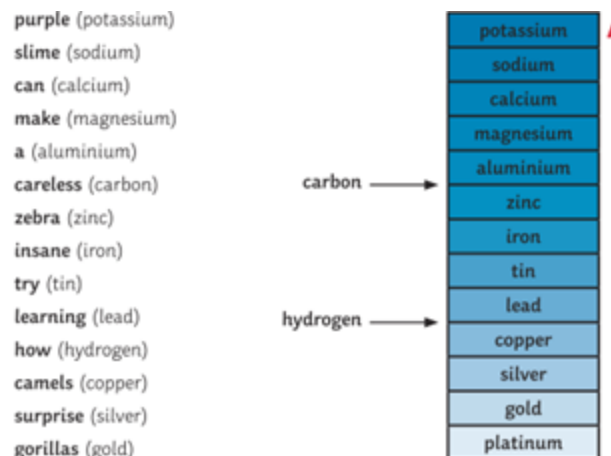 purple (potassium)
slime (sodium)
can (calcium)
make (magnesium)
a (aluminium)
careless (carbon)
zebra (zinc)
insane (iron)
try (tin)
learning (lead)
how (hydrogen)
camels (copper)
surprise (silver)
gorillas (gold)
carbon
hydrogen
potassium
sodium
calcium
magnesium
aluminium
zinc
iron
tin
lead
copper
silver
gold
platinum